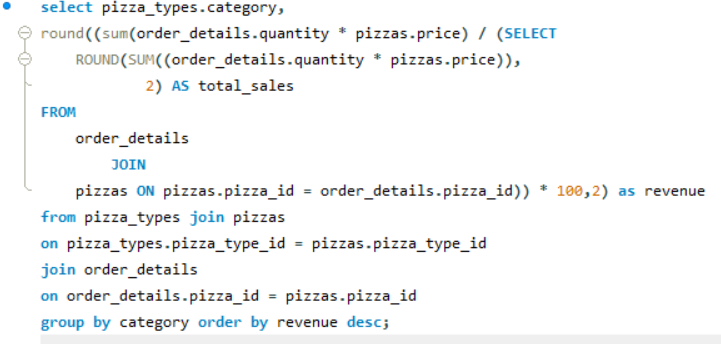 select pizza_types.category,
round((sum(order_details.quantity * pizzas.price) / (SELECT
ROUND(SUM((order_details.quantity * pizzas.price)),
2) AS total_sales
FROM
order_details
JOIN
pizzas ON pizzas.pizza_id = order_details.pizza_id)) * 100,2) as revenue
from pizza_types join pizzas
on pizza_types.pizza_type_id = pizzas.pizza_type_id
join order_details
on order_details.pizza_id = pizzas.pizza_id
group by category order by revenue desc;